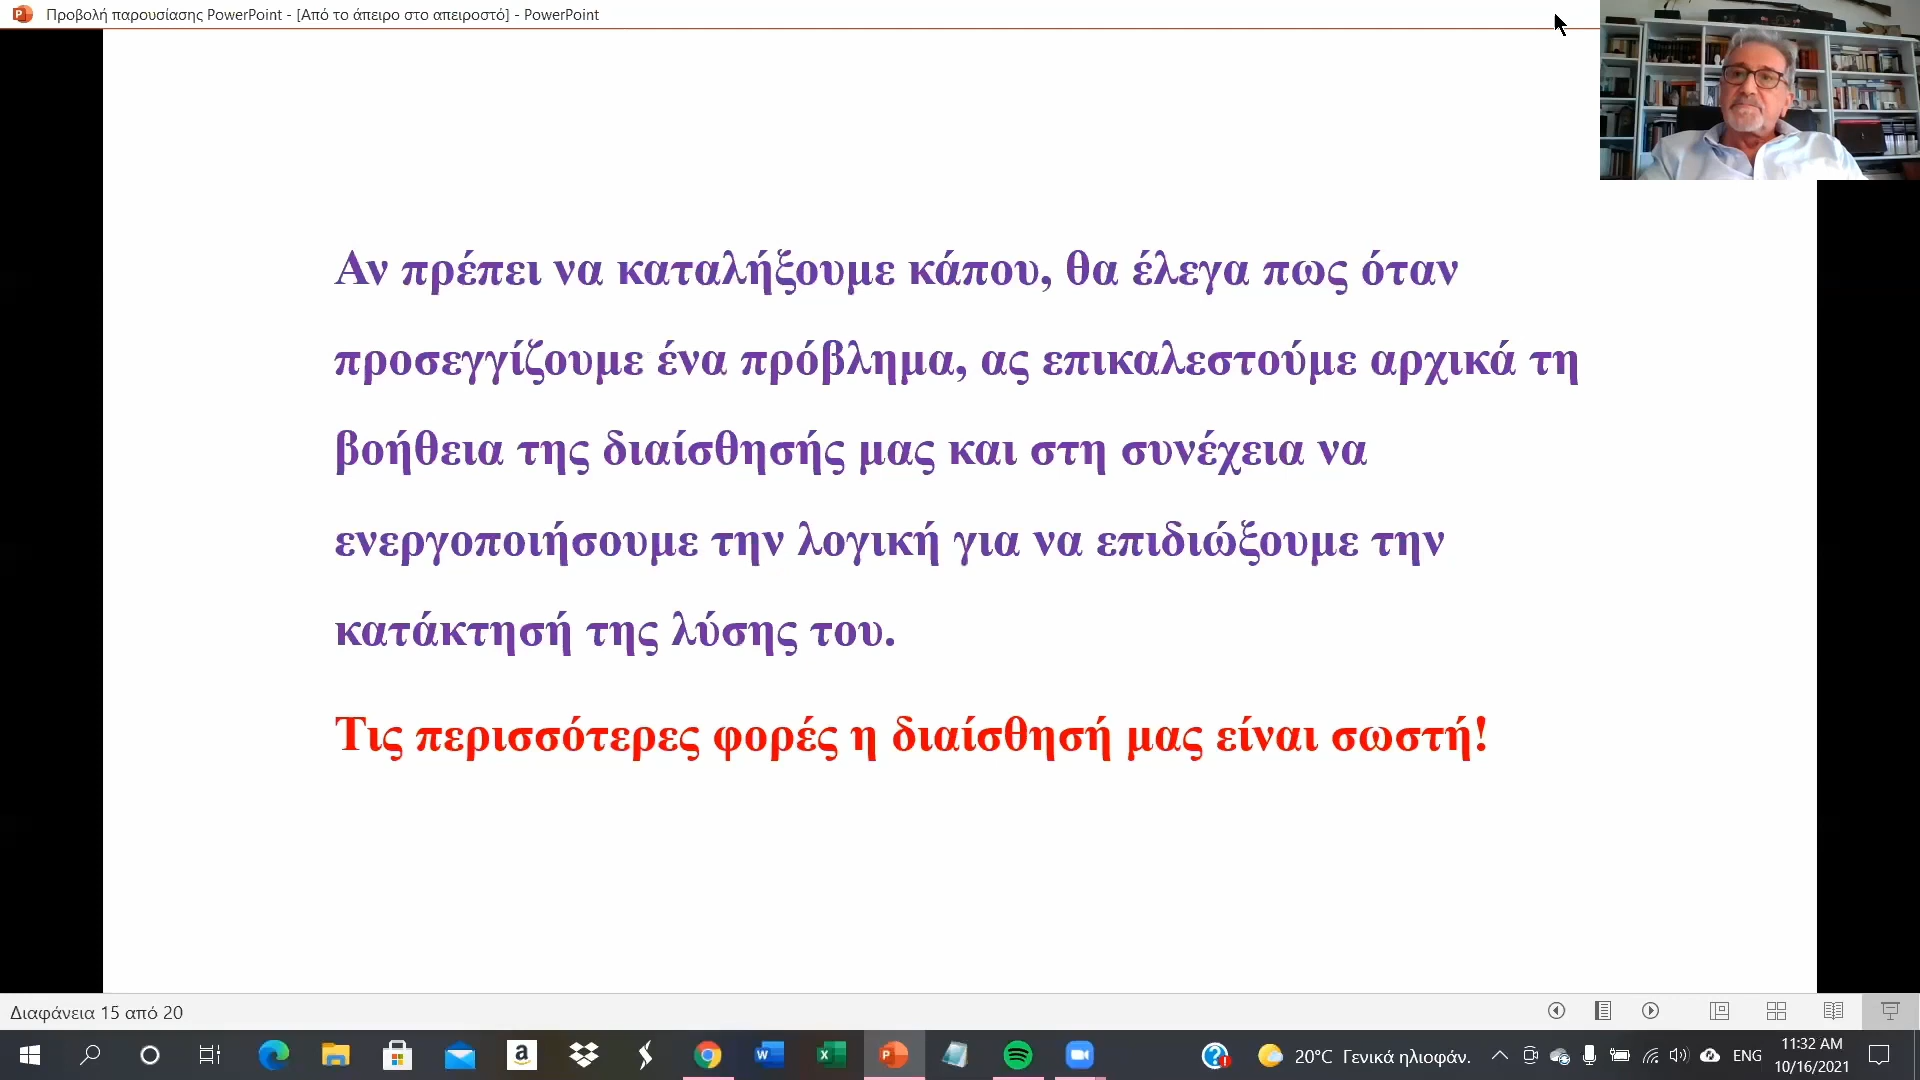 Προβολή παρουσίασης PowerPoint - [Από το άπειρο στο απειροστό] - PowerPoint
Αν πρέπει να καταλήξουμε κάπου, θα έλεγα πως όταν
προσεγγίζουμε ένα πρόβλημα, ας επικαλεστούμε αρχικά τη
βοήθεια της διαίσθησής μας και στη συνέχεια να
ενεργοποιήσουμε την λογική για να επιδιώξουμε την
κατάκτησή της λύσης του.
Τις περισσότερες φορές η διαίσθησή μας είναι σωστή!
Διαφάνεια 15 από 20
20°C Γενικά ηλιοφάν.
ENG
11:32 AM
10/16/2021